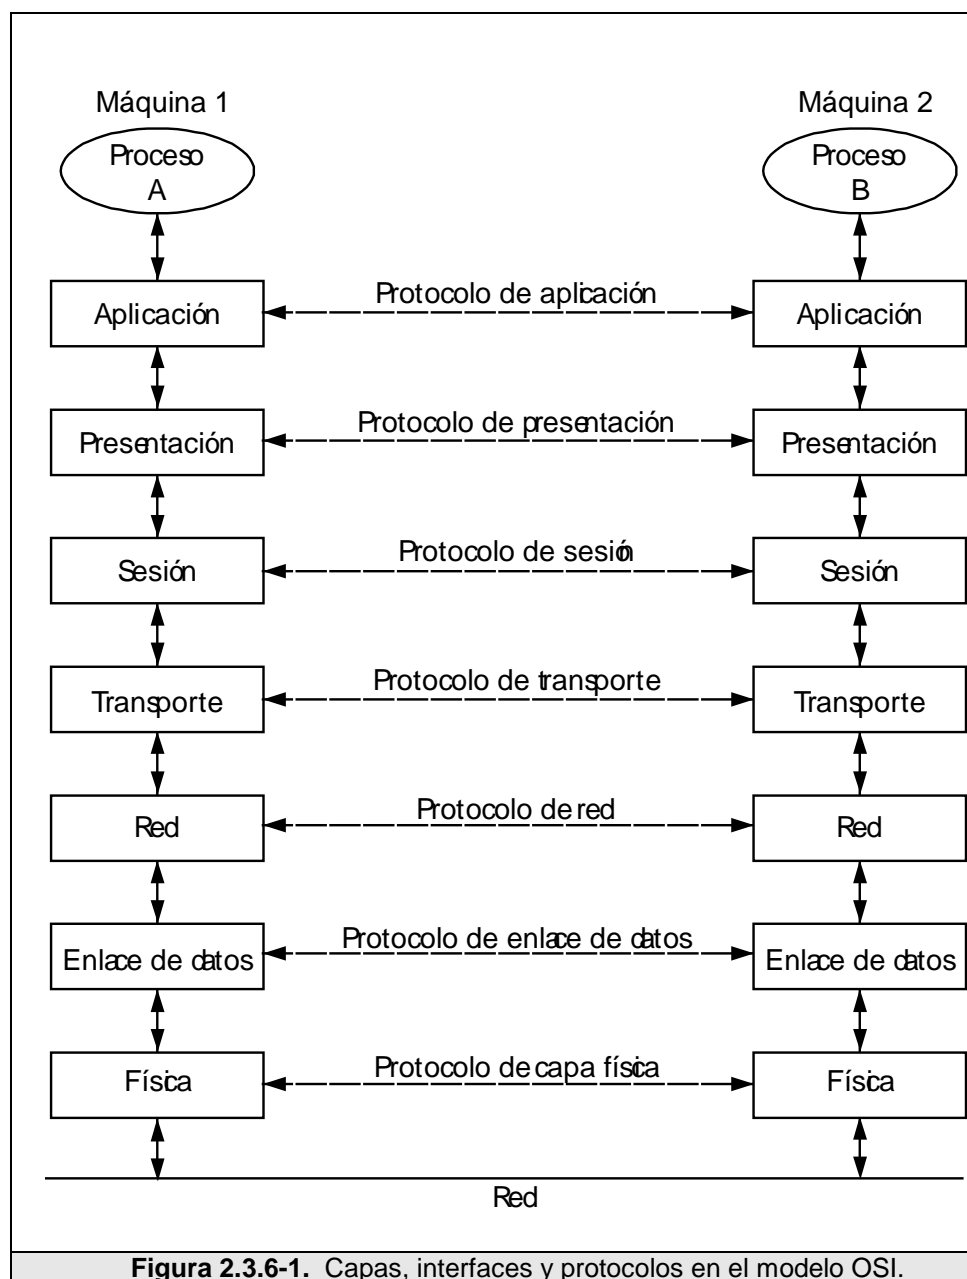 Máquina 1 Máquina 2
Proceso Proceso
A B
Protocolo de aplicación
Aplicación Aplicación
Protocolo de presentación
Presentación Presentación
Protocolo de sesión
Sesión Sesión
Protocolo de transporte
Transporte Transporte
Protocolo de red
Red Red
Protocolo de enlace de datos
Enlace de datos Enlace de datos
Protocolo de capa física
Física Física
Red
Figura 2.3.6-1. Capas, interfaces y protocolos en el modelo OSI.